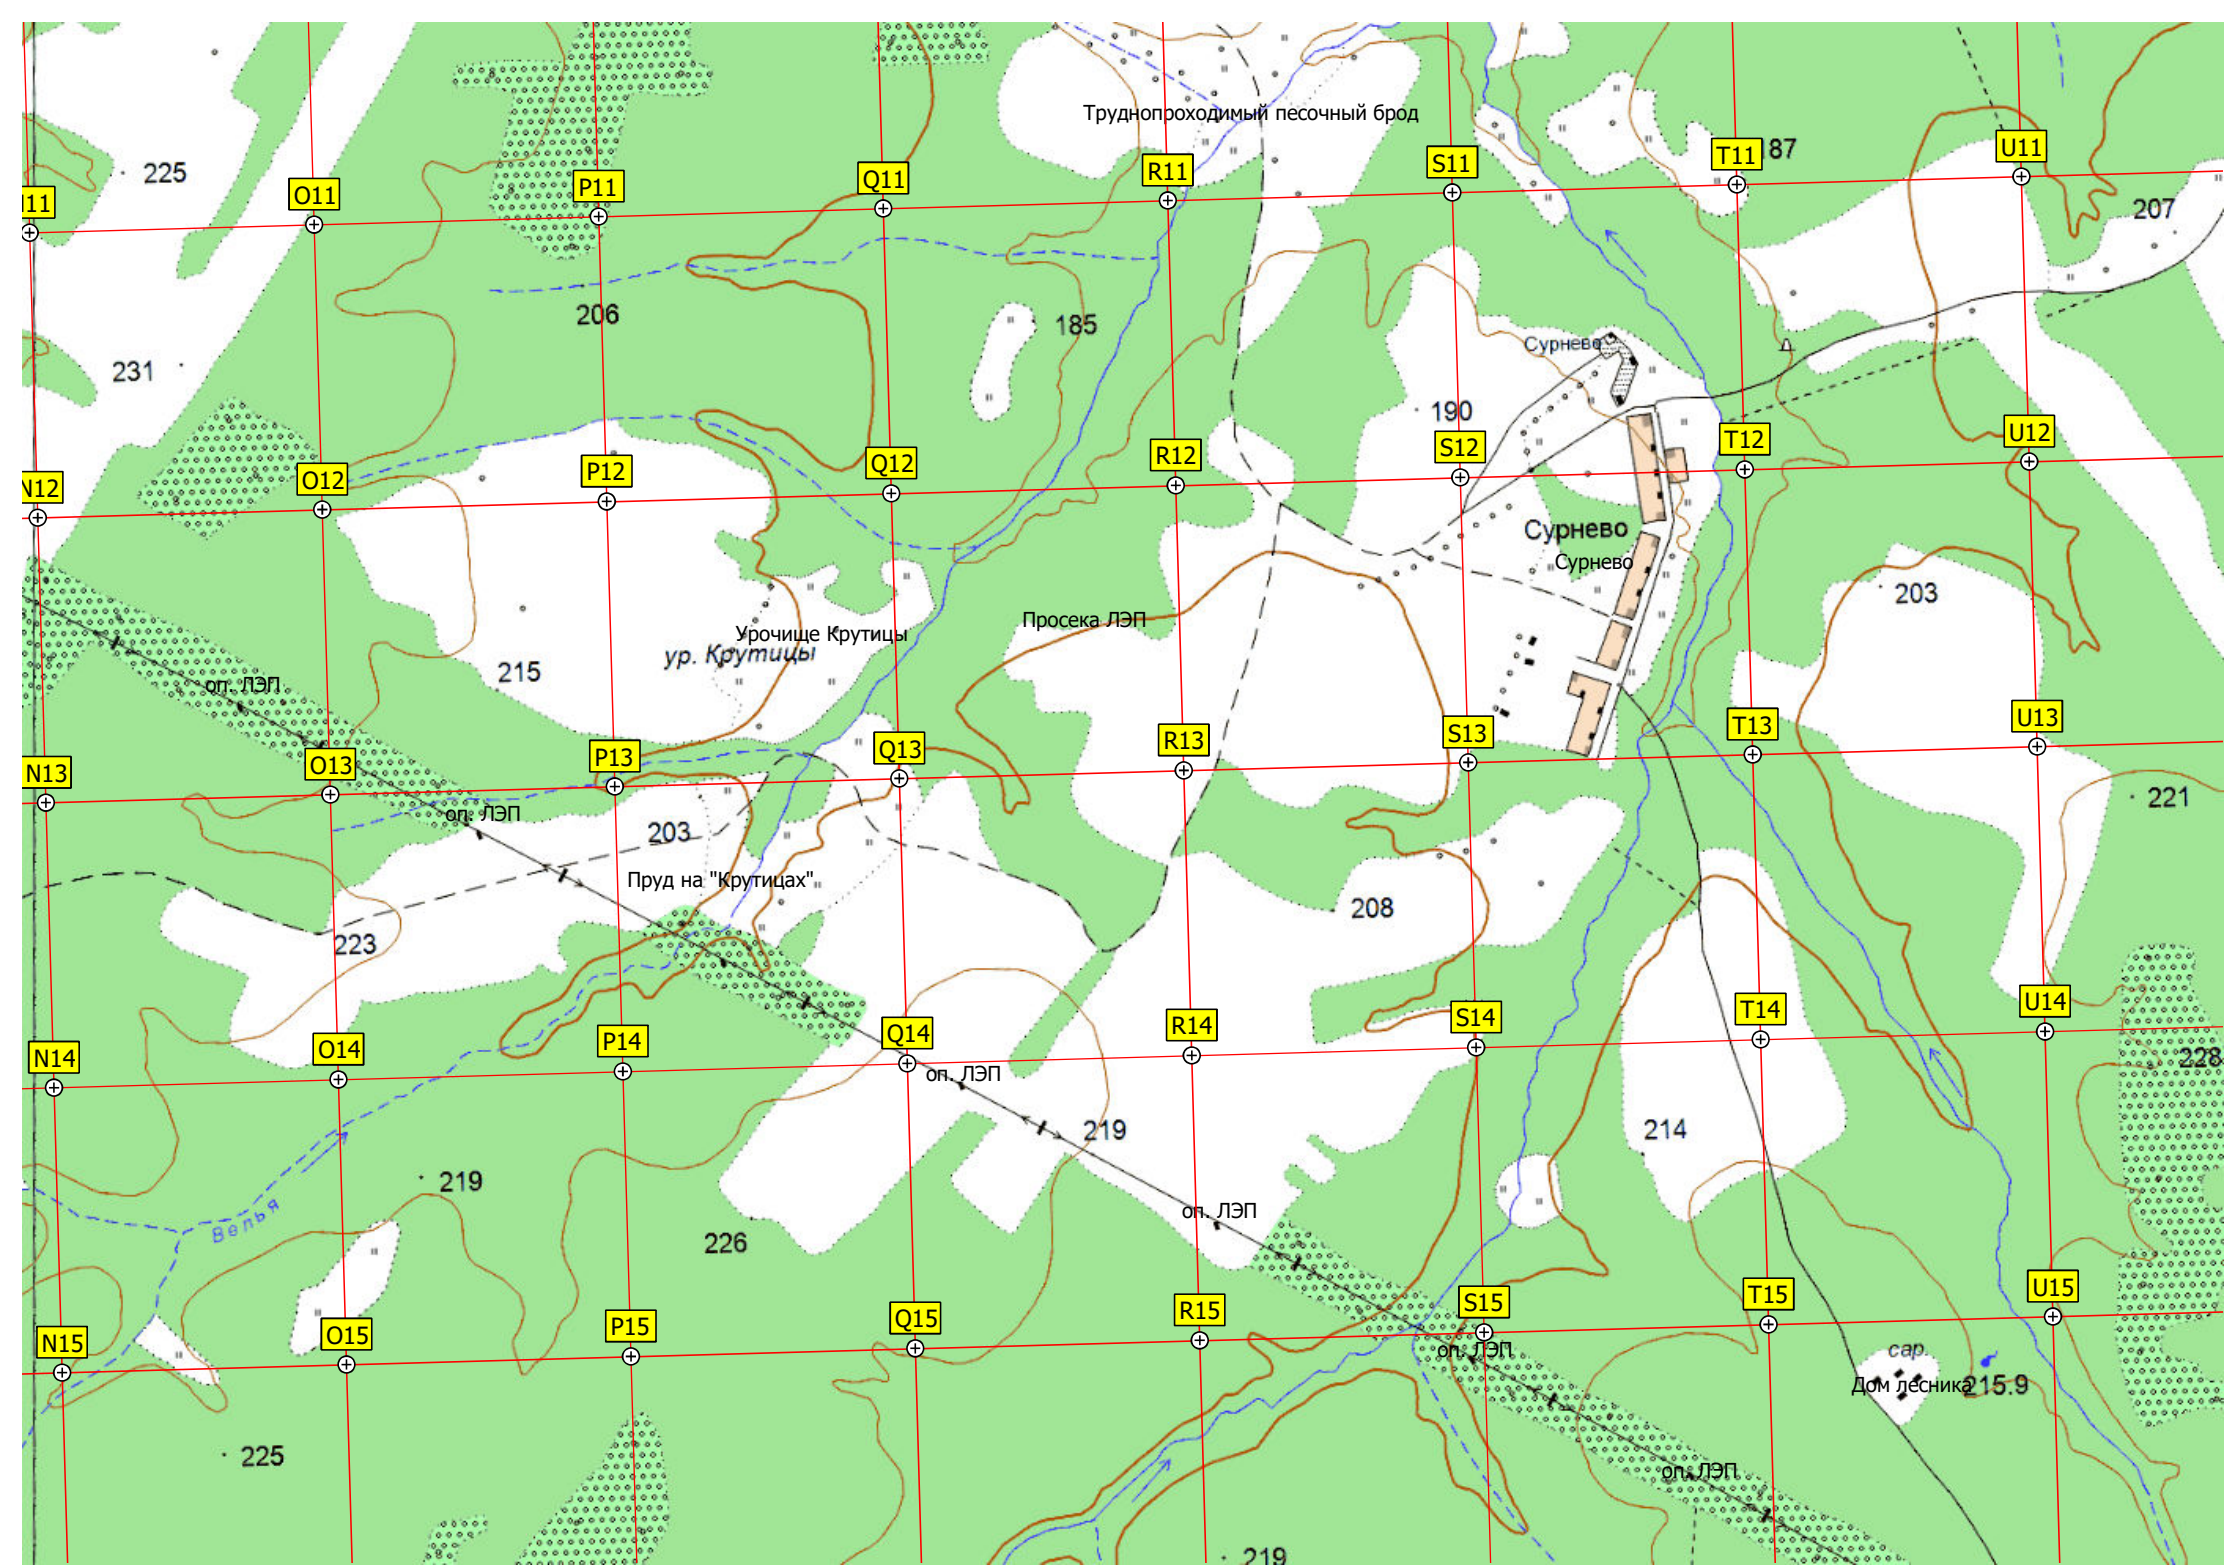 Труднопроходимый песочный брод
187
T11
U11
S11
R11
Q11
P11
O11
225
207
206
185
231
Сурнево
190
U12
T12
S12
R12
Q12
P12
O12
N12
Сурнево
Сурнево
203
Просека ЛЭП
Урочище Крутицы
ур. Крутицы
215
оп. ЛЭП
U13
T13
S13
R13
Q13
P13
O13
N13
221
оп. ЛЭП
203
Пруд на "Крутицах"
208
223
U14
T14
S14
R14
Q14
P14
O14
N14
228
оп. ЛЭП
219
214
219
Велья
оп. ЛЭП
226
U15
T15
S15
R15
Q15
P15
O15
N15
оп. ЛЭП
сар.
Дом лесника
215.9
225
оп. ЛЭП
219